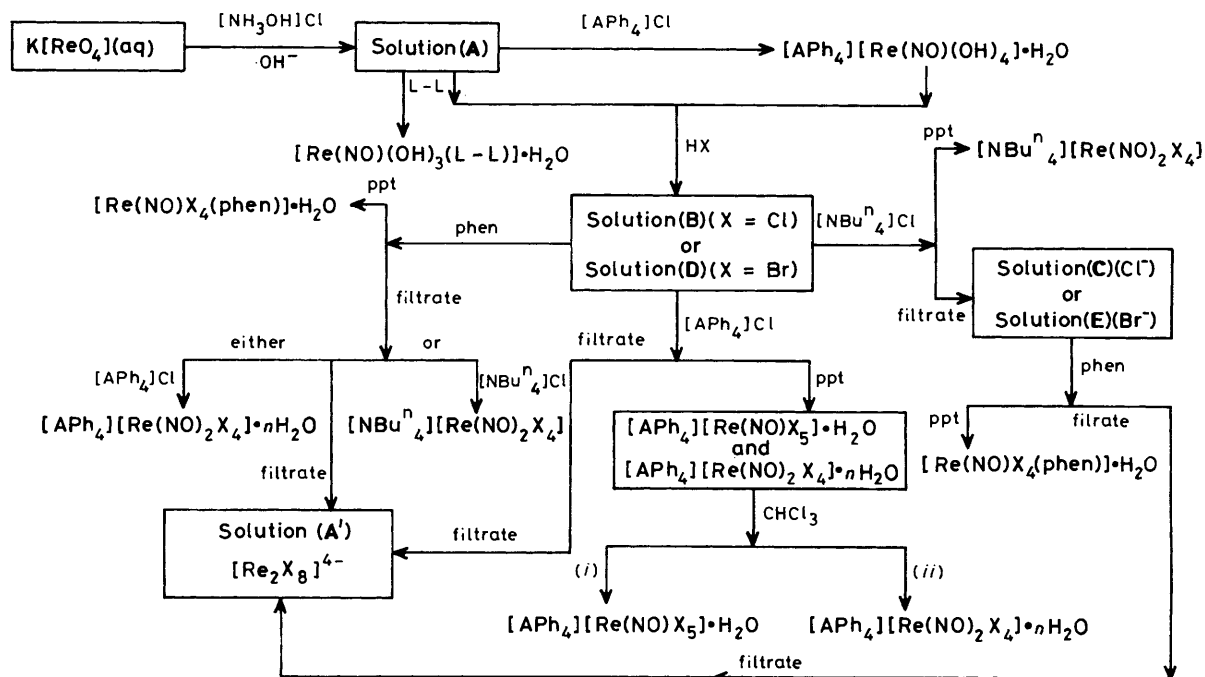 K[ReO₄](aq)
[NH₃OH]Cl
OH⁻
Solution(A)
[APh₄]Cl
[APh₄][Re(NO)(OH)₄]•H₂O
L-L
[Re(NO)(OH)₃(L-L)]•H₂O
HX
ppt
[NBuⁿ₄][Re(NO)₂X₄]
ppt
[Re(NO)X₄(phen)]•H₂O
phen
Solution(B)(X = Cl)
or
Solution(D)(X = Br)
[NBuⁿ₄]Cl
Solution(C)(Cl⁻)
or
Solution(E)(Br⁻)
filtrate
filtrate
[APh₄]Cl
filtrate
phen
either
or
[APh₄]Cl
[NBuⁿ₄]Cl
ppt
[APh₄][Re(NO)₂X₄]•nH₂O
[NBuⁿ₄][Re(NO)₂X₄]
[APh₄][Re(NO)X₅]•H₂O
and
[APh₄][Re(NO)₂X₄]•nH₂O
ppt
filrate
[Re(NO)X₄(phen)]•H₂O
filtrate
CHCl₃
Solution (A')
[Re₂X₈]⁴⁻
filtrate
(i)
(ii)
[APh₄][Re(NO)X₅]•H₂O
[APh₄][Re(NO)₂X₄]•nH₂O
filtrate